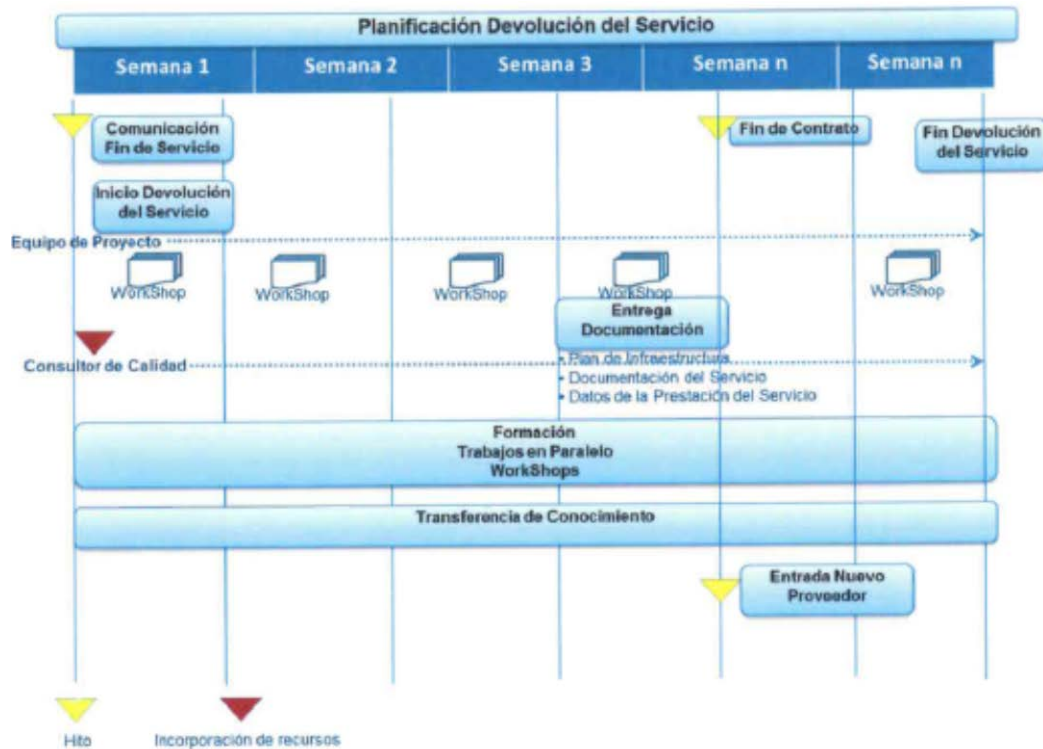 Planificación Devolución del Servicio
Semana 1
Semana 2
Semana 3
Semana n
Semana n
Comunicación
Fin de Servicio
Fin de Contrato
Fin Devolución
del Servicio
Inicio Devolución
del Servicio
Equipo de Proyecto
WorkShop
WorkShop
WorkShop
WorkShop
WorkShop
Entrega
Documentación
Consultor de Calidad
• Plan de Infraestructura
• Documentación del Servicio
• Datos de la Prestación del Servicio
Formación
Trabajos en Paralelo
WorkShops
Transferencia de Conocimiento
Entrada Nuevo
Proveedor
Hito
Incorporación de recursos